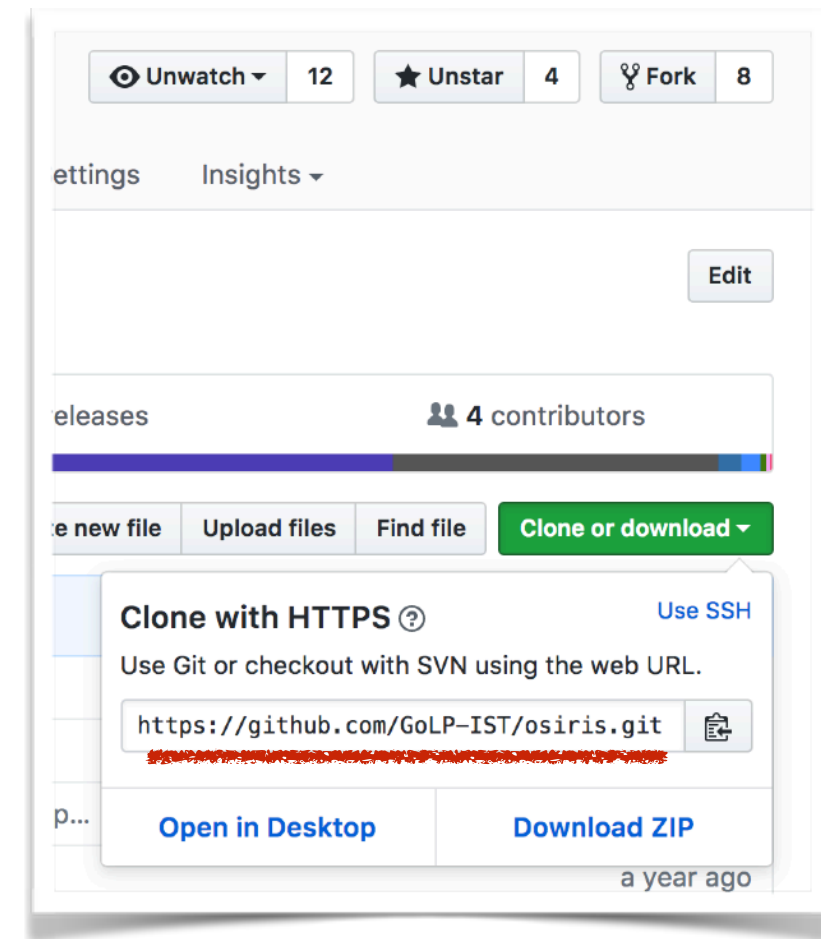 Unwatch 12 Unstar 4 Fork 8
ettings Insights
Edit
eleases 4 contributors
e new file Upload files Find file Clone or download
Clone with HTTPS ? Use SSH
Use Git or checkout with SVN using the web URL.
https://github.com/GoLP-IST/osiris.git
p...
Open in Desktop Download ZIP
a year ago